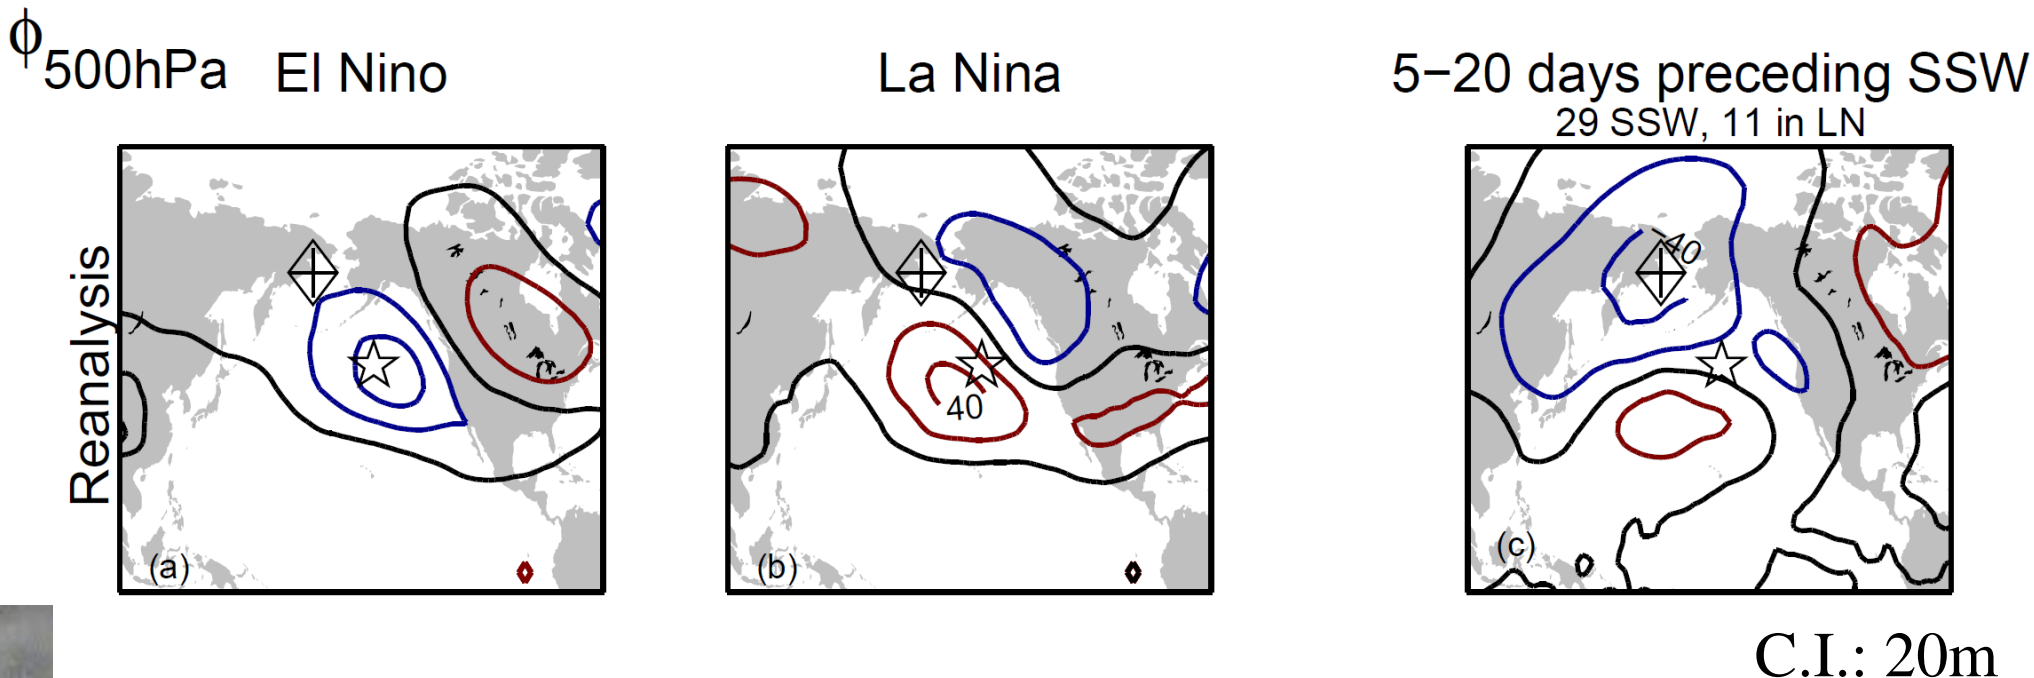 ϕ500hPa El Nino La Nina 5−20 days preceding SSW
29 SSW, 11 in LN
Reanalysis
−40
40
(a) (b) (c)
C.I.: 20m